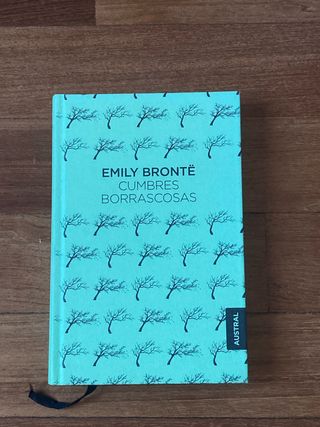 EMILY BRONTË
CUMBRES
BORRASCOSAS
AUSTRAL